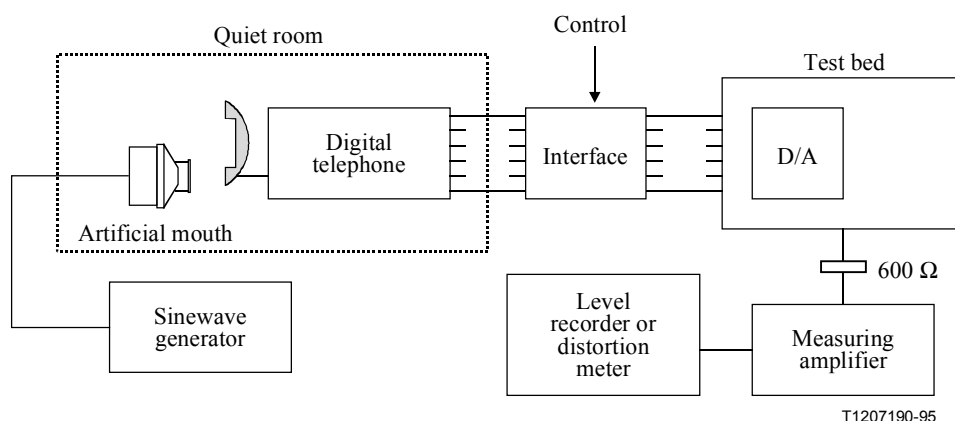 Quiet room
Control
Test bed
Digital
telephone
Interface
D/A
Artificial mouth
600 Ω
Sinewave
generator
Level
recorder or
distortion
meter
Measuring
amplifier
T1207190-95